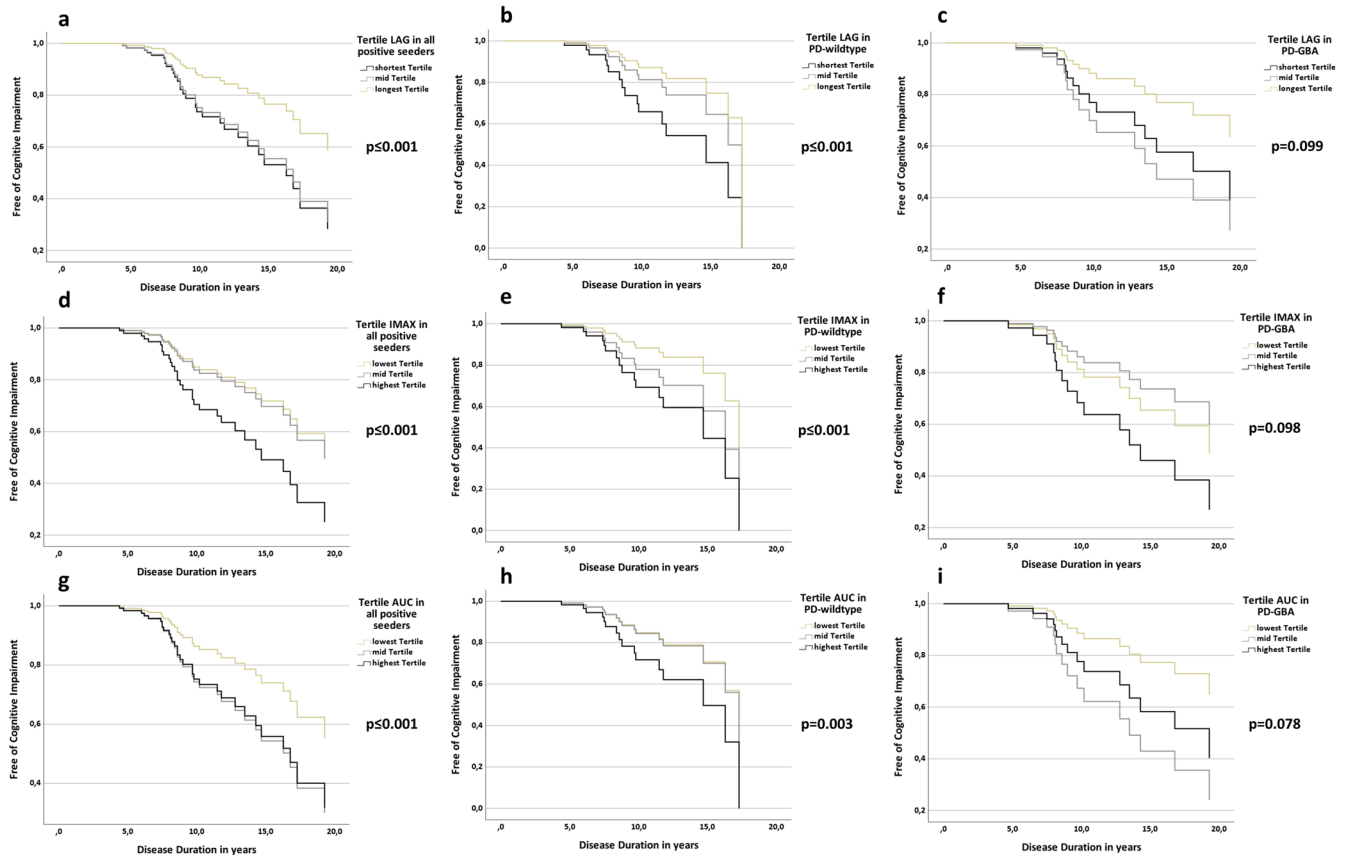 a
Tertile LAG in all
positive seeders
shortest Tertile
mid Tertile
longest Tertile
p≤0.001
Free of Cognitive Impairment
1,0
0,8
0,6
0,4
0,2
,0 5,0 10,0 15,0 20,0
Disease Duration in years
b
Tertile LAG in
PD-wildtype
shortest Tertile
mid Tertile
longest Tertile
p≤0.001
Free of Cognitive Impairment
1,0
0,8
0,6
0,4
0,2
0,0
,0 5,0 10,0 15,0 20,0
Disease Duration in years
c
Tertile LAG in
PD-GBA
shortest Tertile
mid Tertile
longest Tertile
p=0.099
Free of Cognitive Impairment
1,0
0,8
0,6
0,4
0,2
,0 5,0 10,0 15,0 20,0
Disease Duration in years
d
Tertile IMAX in
all positive
seeders
lowest Tertile
mid Tertile
highest Tertile
p≤0.001
Free of Cognitive Impairment
1,0
0,8
0,6
0,4
0,2
,0 5,0 10,0 15,0 20,0
Disease Duration in years
e
Tertile IMAX in
PD-wildtype
lowest Tertile
mid Tertile
highest Tertile
p≤0.001
Free of Cognitive Impairment
1,0
0,8
0,6
0,4
0,2
0,0
,0 5,0 10,0 15,0 20,0
Disease Duration in years
f
Tertile IMAX in
PD-GBA
lowest Tertile
mid Tertile
highest Tertile
p=0.098
Free of Cognitive Impairment
1,0
0,8
0,6
0,4
0,2
,0 5,0 10,0 15,0 20,0
Disease Duration in years
g
Tertile AUC in
all positive
seeders
lowest Tertile
mid Tertile
highest Tertile
p≤0.001
Free of Cognitive Impairment
1,0
0,8
0,6
0,4
,0 5,0 10,0 15,0 20,0
Disease Duration in years
h
Tertile AUC in
PD-wildtype
lowest Tertile
mid Tertile
highest Tertile
p=0.003
Free of Cognitive Impairment
1,0
0,8
0,6
0,4
0,2
0,0
,0 5,0 10,0 15,0 20,0
Disease Duration in years
i
Tertile AUC in
PD-GBA
lowest Tertile
mid Tertile
highest Tertile
p=0.078
Free of Cognitive Impairment
1,0
0,8
0,6
0,4
0,2
,0 5,0 10,0 15,0 20,0
Disease Duration in years